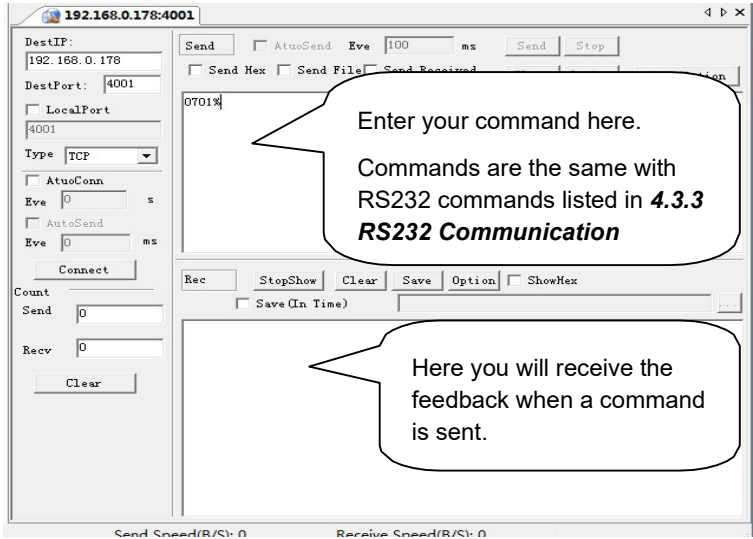 192.168.0.178:4001
DestIP:
192.168.0.178
DestPort: 4001
LocalPort
4001
Type TCP
AtuoConn
Eve 0 s
AutoSend
Eve 0 ms
Connect
Count
Send 0
Recv 0
Clear
Send AtuoSend Eve 100 ms Send Stop
Send Hex Send File Send Received
0701%
Enter your command here.
Commands are the same with
RS232 commands listed in 4.3.3
RS232 Communication
Rec StopShow Clear Save Option ShowHex
Save(In Time) ...
Here you will receive the
feedback when a command
is sent.
Send Speed(B/S): 0 Receive Speed(B/S): 0